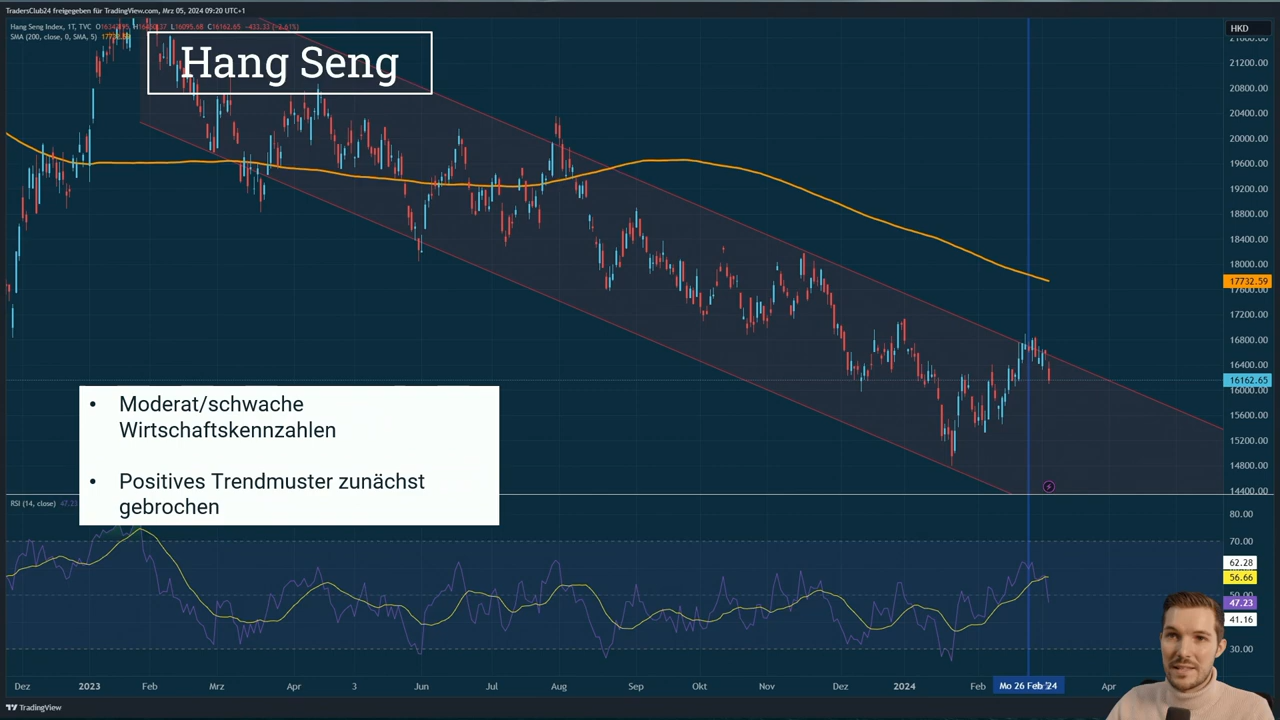 TradersClub24 freigegeben für TradingView.com, Mrz 05, 2024 09:20 UTC+1
Hang Seng Index, 1T, TVC
SMA (200, close, 0, SMA, 5)
Hang Seng
HKD
21200.00
20800.00
20400.00
20000.00
19600.00
19200.00
18800.00
18400.00
18000.00
17732.59
17600.00
17200.00
16800.00
16400.00
16162.65
16000.00
15600.00
15200.00
14800.00
14400.00
• Moderat/schwache
Wirtschaftskennzahlen
• Positives Trendmuster zunächst
gebrochen
RSI (14, close) 47.23
80.00
70.00
62.28
56.66
50.00
47.23
41.16
30.00
Dez 2023 Feb Mrz Apr 3 Jun Jul Aug Sep Okt Nov Dez 2024 Feb Mo 26 Feb '24 Apr
TradingView